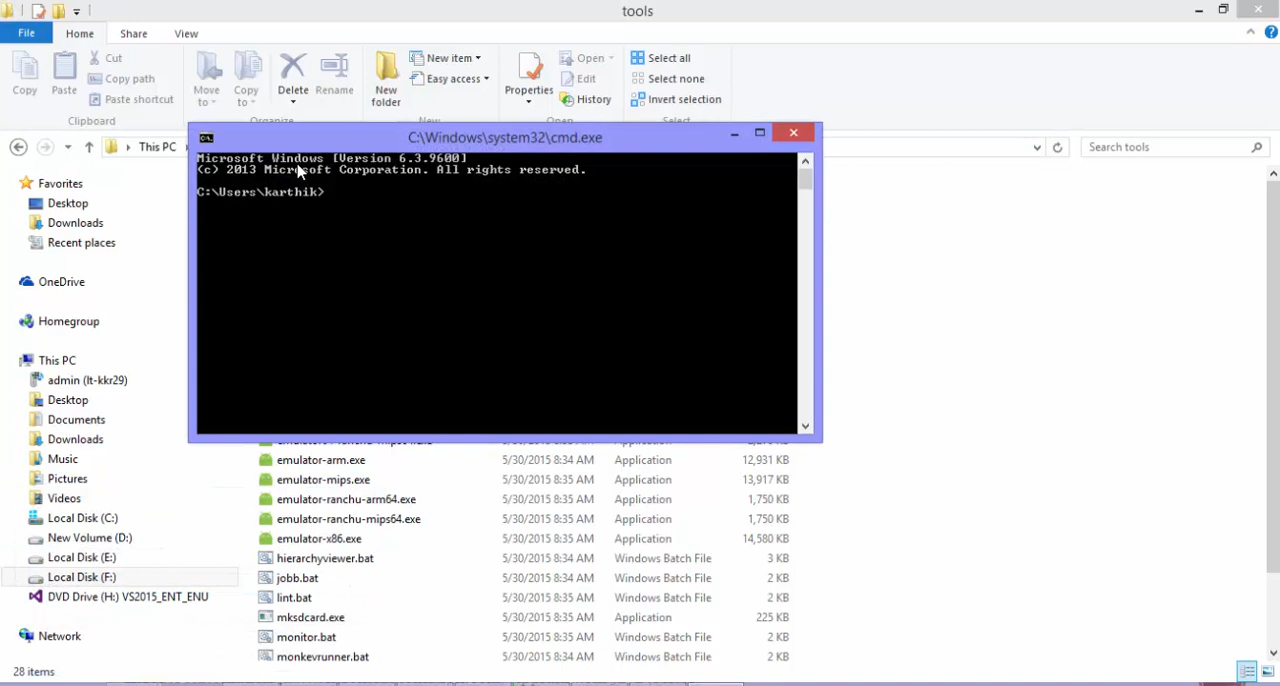 tools
File Home Share View
Copy
Paste
Cut
Copy path
Paste shortcut
Clipboard
Move to
Copy to
Delete
Rename
Organize
New folder
New item
Easy access
New
Properties
Open
Edit
History
Open
Select all
Select none
Invert selection
Select
This PC
Search tools
C:\Windows\system32\cmd.exe
Microsoft Windows [Version 6.3.9600]
(c) 2013 Microsoft Corporation. All rights reserved.
C:\Users\karthik>
Favorites
Desktop
Downloads
Recent places
OneDrive
Homegroup
This PC
admin (lt-kkr29)
Desktop
Documents
Downloads
Music
Pictures
Videos
Local Disk (C:)
New Volume (D:)
Local Disk (E:)
Local Disk (F:)
DVD Drive (H:) VS2015_ENT_ENU
Network
emulator-arm.exe 5/30/2015 8:34 AM Application 12,931 KB
emulator-mips.exe 5/30/2015 8:35 AM Application 13,917 KB
emulator-ranchu-arm64.exe 5/30/2015 8:35 AM Application 1,750 KB
emulator-ranchu-mips64.exe 5/30/2015 8:35 AM Application 1,750 KB
emulator-x86.exe 5/30/2015 8:35 AM Application 14,580 KB
hierarchyviewer.bat 5/30/2015 8:34 AM Windows Batch File 3 KB
jobb.bat 5/30/2015 8:34 AM Windows Batch File 2 KB
lint.bat 5/30/2015 8:34 AM Windows Batch File 2 KB
mksdcard.exe 5/30/2015 8:35 AM Application 225 KB
monitor.bat 5/30/2015 8:35 AM Windows Batch File 2 KB
monkeyrunner.bat 5/30/2015 8:34 AM Windows Batch File 2 KB
28 items